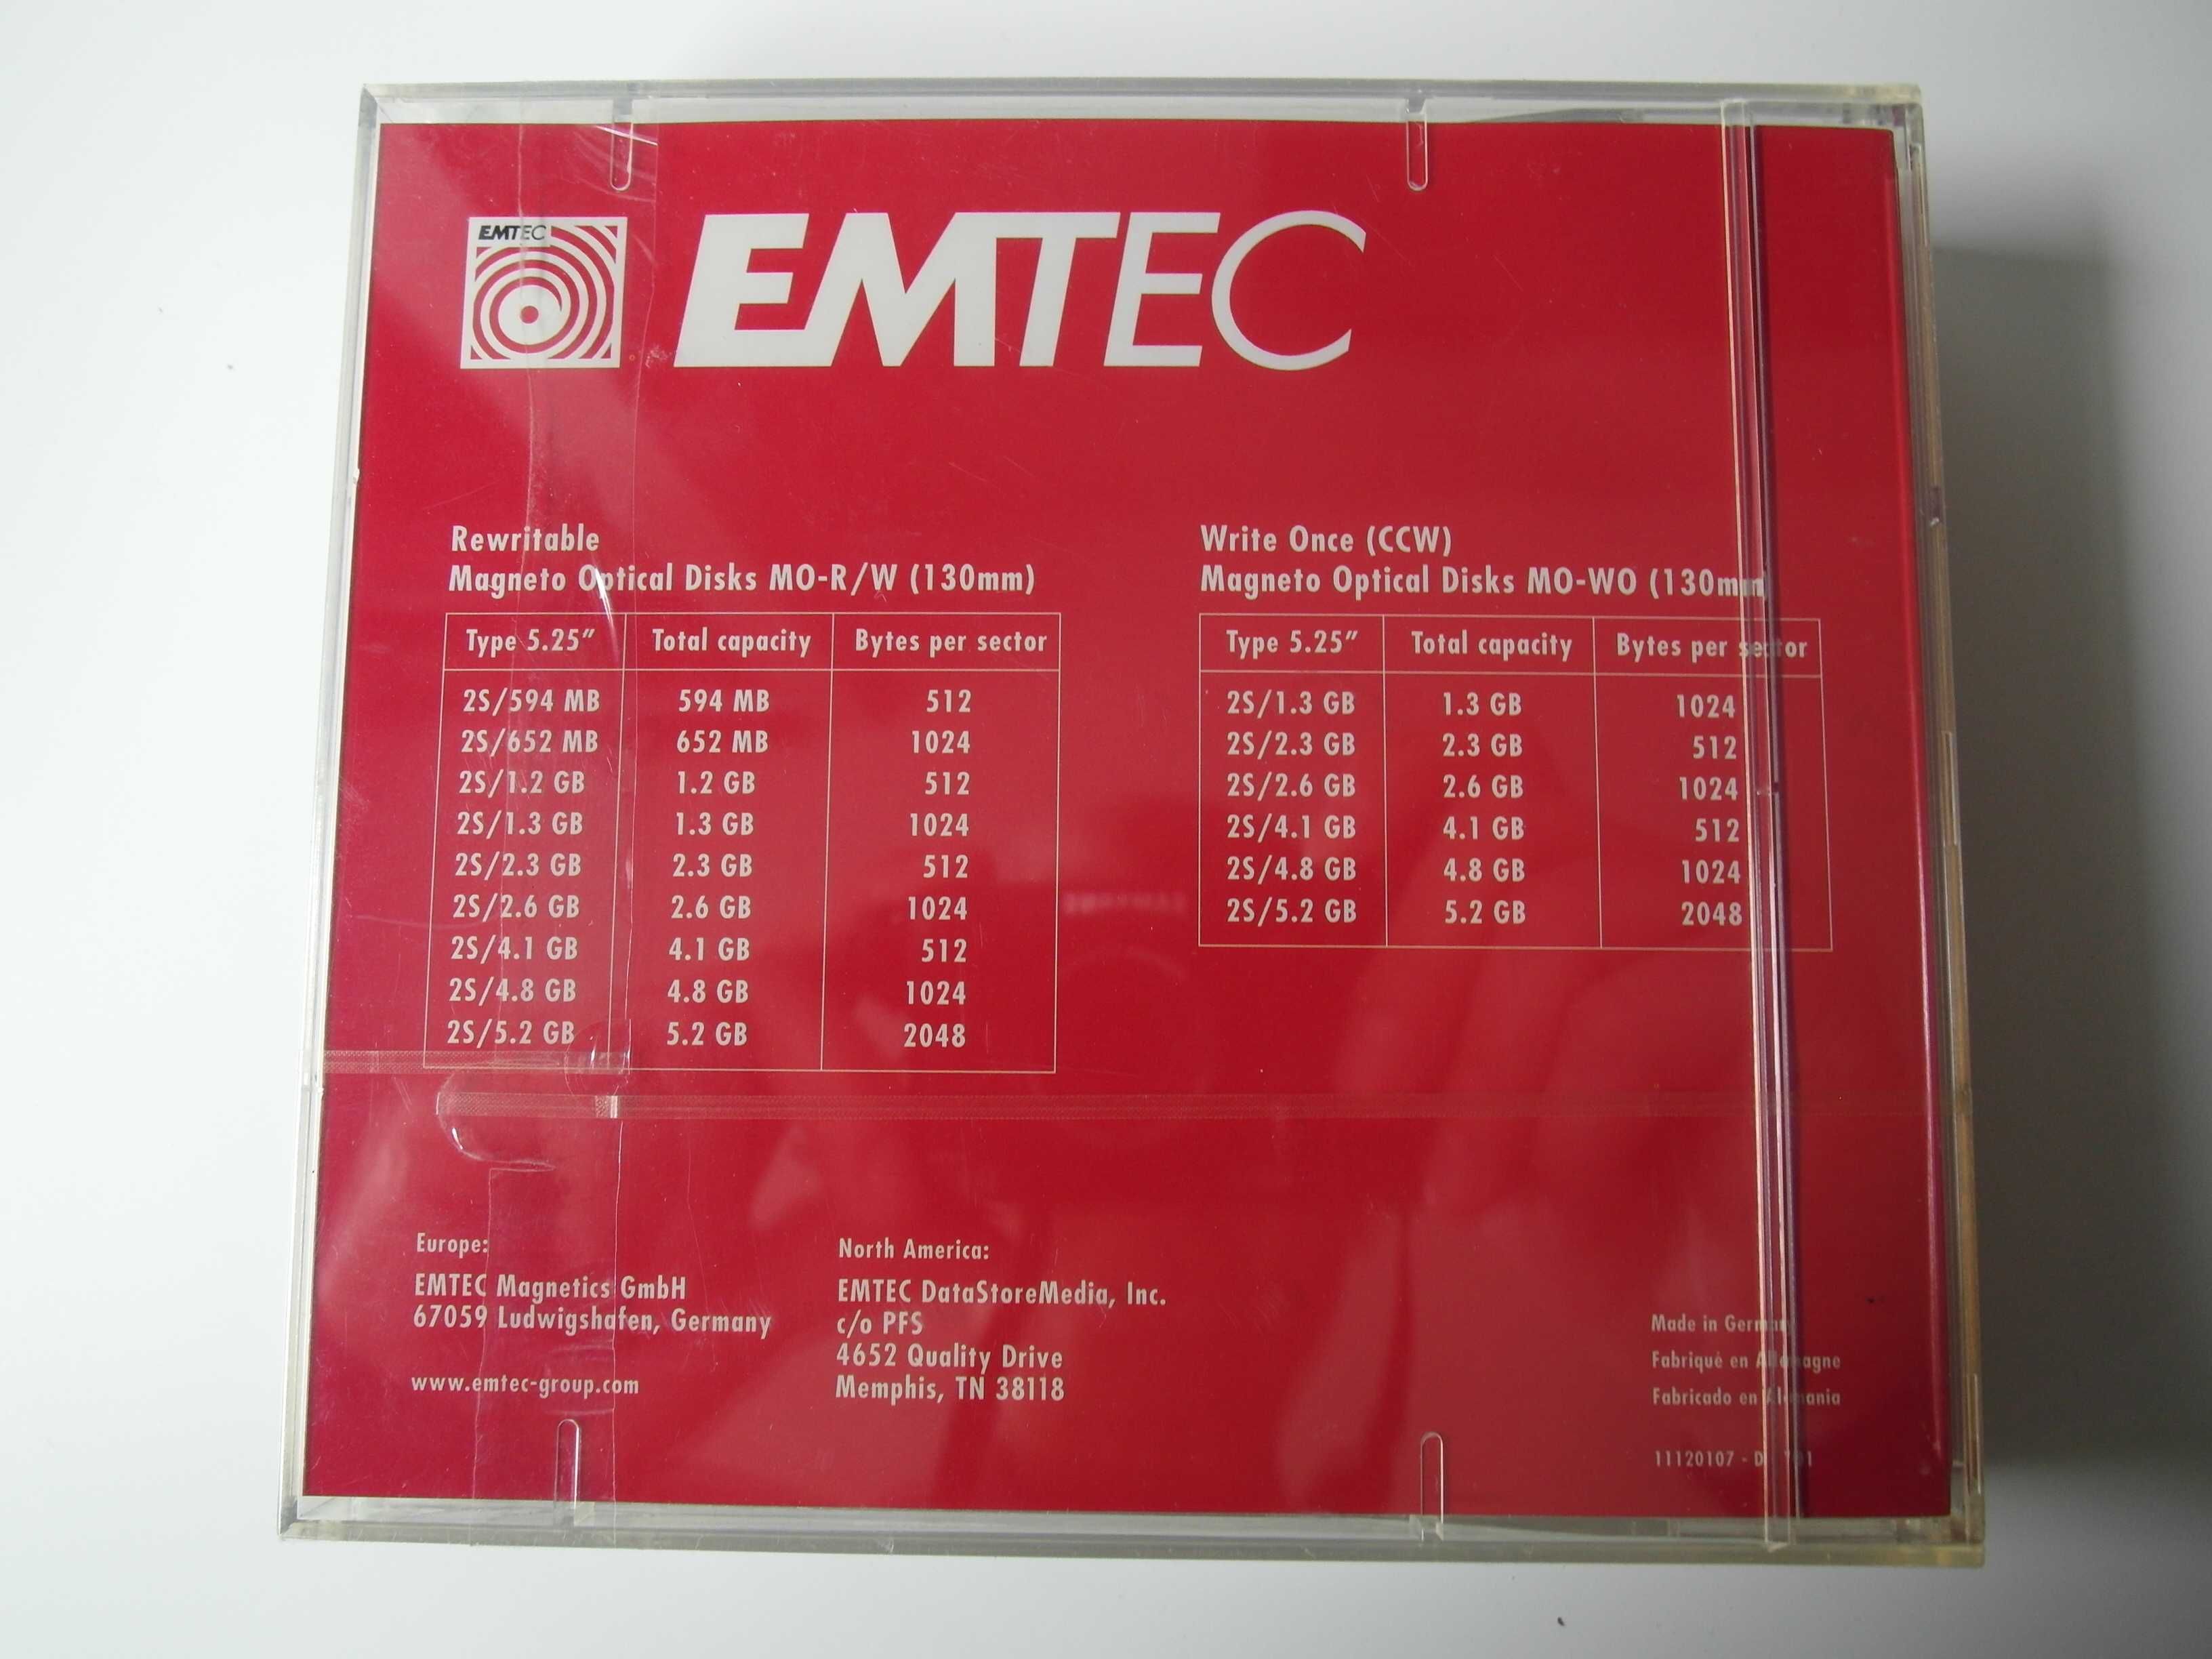 EMTEC
EMTEC
Rewritable
Magneto Optical Disks MO-R/W (130mm)
Type 5.25" Total capacity Bytes per sector
2S/594 MB 594 MB 512
2S/652 MB 652 MB 1024
2S/1.2 GB 1.2 GB 512
2S/1.3 GB 1.3 GB 1024
2S/2.3 GB 2.3 GB 512
2S/2.6 GB 2.6 GB 1024
2S/4.1 GB 4.1 GB 512
2S/4.8 GB 4.8 GB 1024
2S/5.2 GB 5.2 GB 2048
Write Once (CCW)
Magneto Optical Disks MO-WO (130mm
Type 5.25" Total capacity Bytes per sector
2S/1.3 GB 1.3 GB 1024
2S/2.3 GB 2.3 GB 512
2S/2.6 GB 2.6 GB 1024
2S/4.1 GB 4.1 GB 512
2S/4.8 GB 4.8 GB 1024
2S/5.2 GB 5.2 GB 2048
Europe:
EMTEC Magnetics GmbH
67059 Ludwigshafen, Germany
www.emtec-group.com
North America:
EMTEC DataStoreMedia, Inc.
c/o PFS
4652 Quality Drive
Memphis, TN 38118
Made in Germany
Fabriqué en Allemagne
Fabricado en Alemania
11120107 -